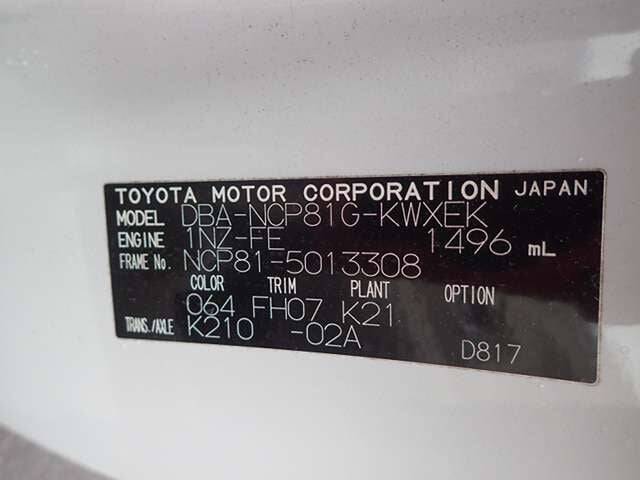 TOYOTA MOTOR CORPORATION JAPAN
MODEL DBA-NCP81G-KWXEK
ENGINE 1NZ-FE 1496 mL
FRAME No. NCP81-5013308
COLOR TRIM PLANT OPTION
064 FH07 K21
TRANS./AXLE K210 -02A
D817